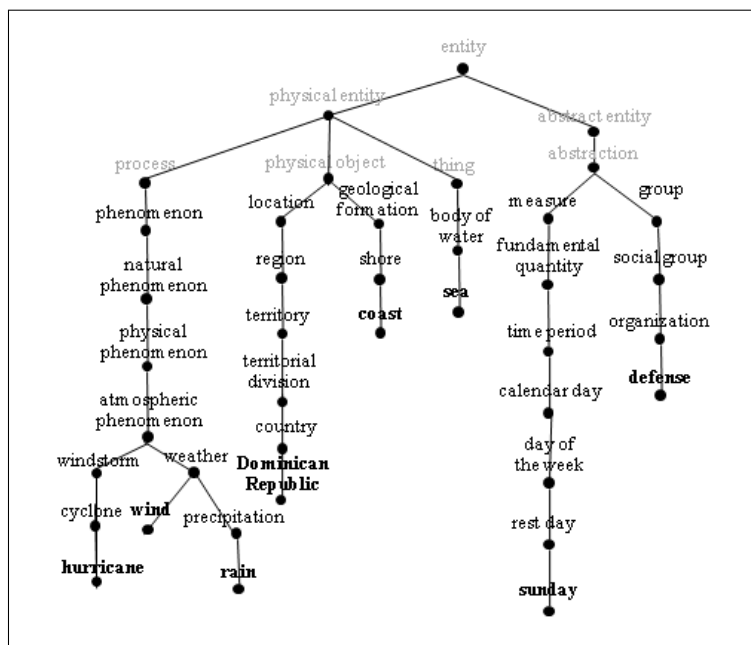 entity
physical entity
abstract entity
process
physical object
thing
abstraction
phenomenon
location
geological
formation
body of
water
measure
group
natural
phenomenon
region
shore
sea
fundamental
quantity
social group
physical
phenomenon
territory
coast
time period
organization
atmospheric
phenomenon
territorial
division
calendar day
defense
windstorm
weather
country
day of
the week
cyclone
wind
precipitation
Dominican
Republic
rest day
hurricane
rain
sunday